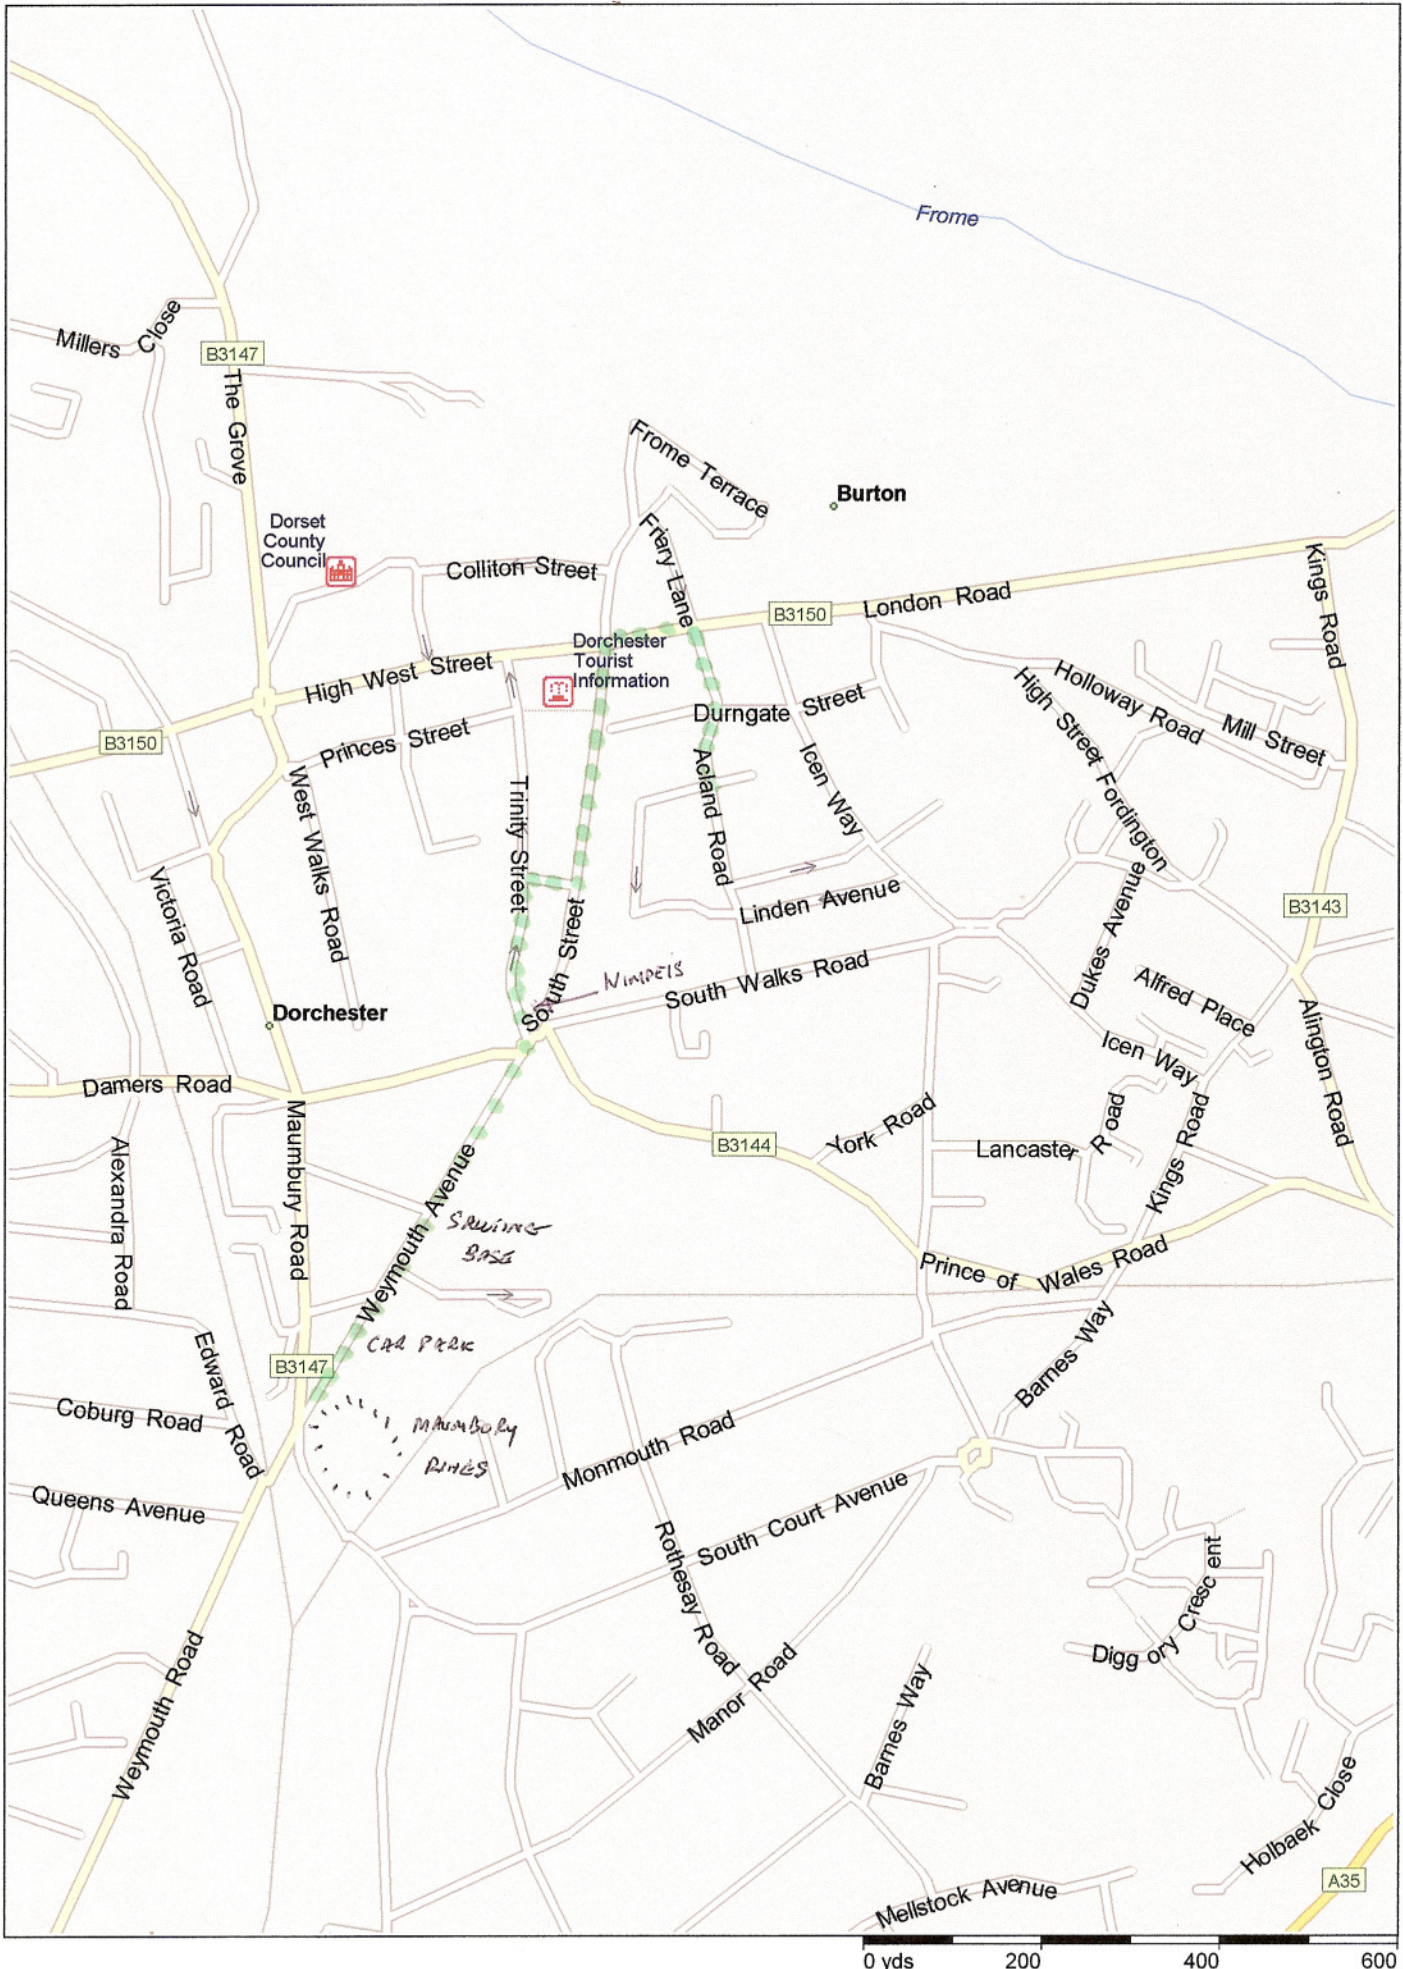 Frome
Millers Close
B3147
The Grove
Frome Terrace
Burton
Dorset
County
Council
Colliton Street
Friary Lane
B3150
London Road
Kings Road
Dorchester
Tourist
Information
High West Street
Holloway Road
High Street Fordington
Mill Street
Durngate Street
B3150
Princes Street
West Walks Road
Trinity Street
Acland Road
Icen Way
Victoria Road
South Street
Linden Avenue
Dukes Avenue
B3143
South Walks Road
Alfred Place
Dorchester
Icen Way
Alington Road
Damers Road
Maumbury Road
B3144
York Road
Lancaster Road
Kings Road
Alexandra Road
Weymouth Avenue
BASE
Prince of Wales Road
CAR PARK
Barnes Way
Edward Road
B3147
Coburg Road
MAUMBURY
RINGS
Monmouth Road
Queens Avenue
South Court Avenue
Rothesay Road
Diggory Crescent
Manor Road
Weymouth Road
Barnes Way
Holbaek Close
A35
Mellstock Avenue
0 yds 200 400 600